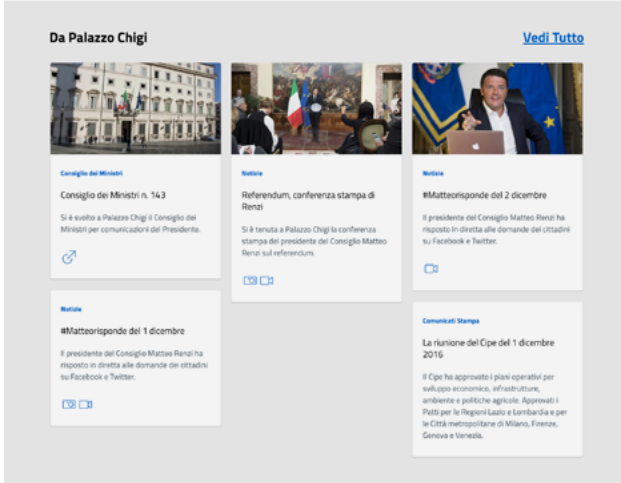 Da Palazzo Chigi
Vedi Tutto
Consiglio dei Ministri
Consiglio dei Ministri n. 143
Si è svolto a Palazzo Chigi il Consiglio dei
Ministri per comunicazioni del Presidente.
Notizie
Referendum, conferenza stampa di
Renzi
Si è tenuta a Palazzo Chigi la conferenza
stampa del presidente del Consiglio Matteo
Renzi sul referendum.
Notizie
#Matteorisponde del 2 dicembre
Il presidente del Consiglio Matteo Renzi ha
risposto in diretta alle domande dei cittadini
su Facebook e Twitter.
Notizie
#Matteorisponde del 1 dicembre
Il presidente del Consiglio Matteo Renzi ha
risposto in diretta alle domande dei cittadini
su Facebook e Twitter.
Comunicati Stampa
La riunione del Cipe del 1 dicembre
2016
Il Cipe ha approvato i piani operativi per
sviluppo economico, infrastrutture,
ambiente e politiche agricole. Approvati i
Patti per le Regioni Lazio e Lombardia e per
le Città metropolitane di Milano, Firenze,
Genova e Venezia.